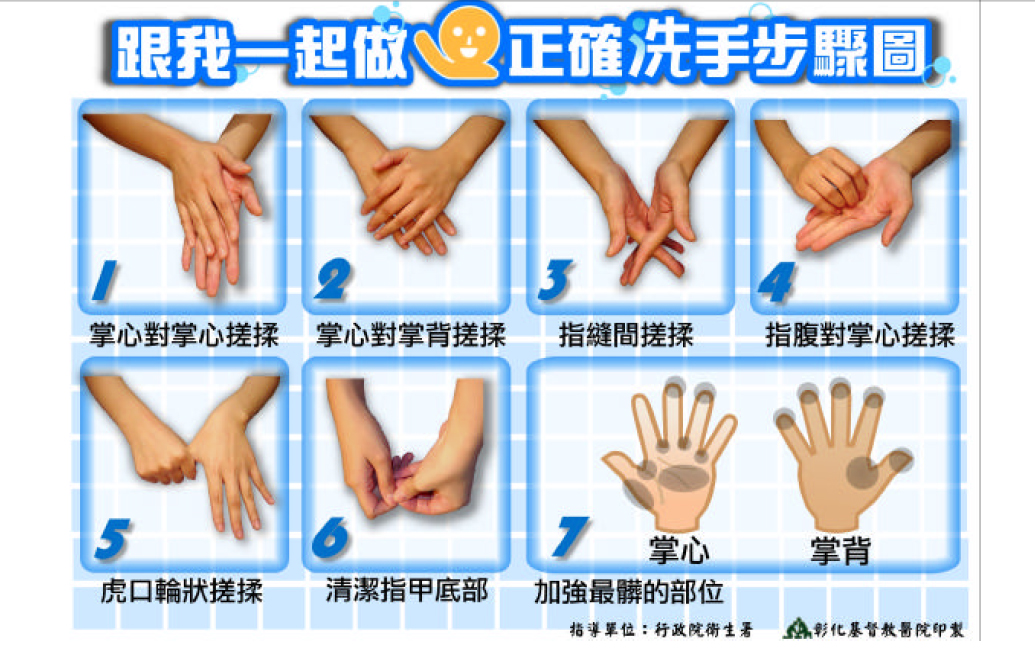 跟我一起做正確洗手步驟圖
1
2
3
4
掌心對掌心搓揉
掌心對掌背搓揉
指縫間搓揉
指腹對掌心搓揉
5
6
7
掌心
掌背
虎口輪狀搓揉
清潔指甲底部
加強最髒的部位
指導單位：行政院衛生署
彰化基督教醫院印製